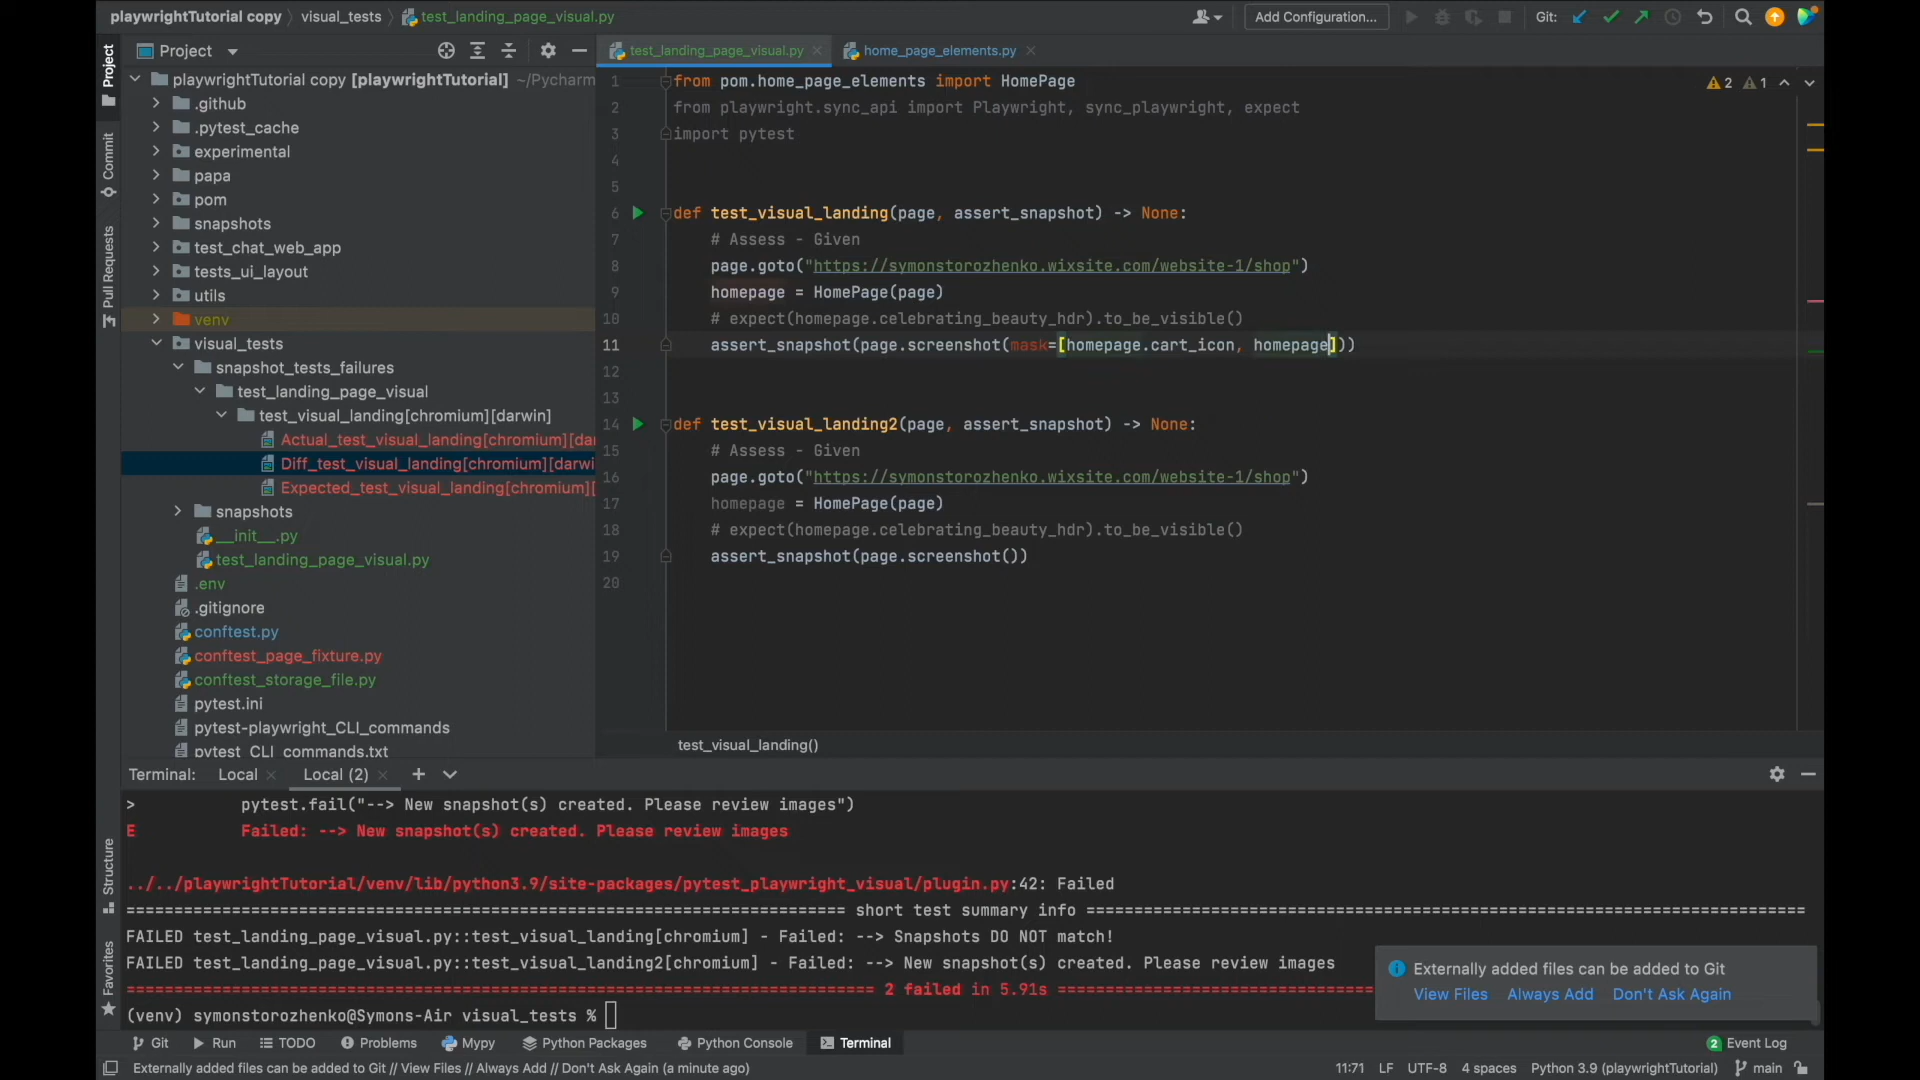 playwrightTutorial copy
visual_tests
test_landing_page_visual.py
Add Configuration...
Git:
Project
Project
Commit
Pull Requests
Structure
Favorites
playwrightTutorial copy [playwrightTutorial] ~/Pycharm
.github
.pytest_cache
experimental
papa
pom
snapshots
test_chat_web_app
tests_ui_layout
utils
venv
visual_tests
snapshot_tests_failures
test_landing_page_visual
test_visual_landing[chromium][darwin]
Actual_test_visual_landing[chromium][da
Diff_test_visual_landing[chromium][darwi
Expected_test_visual_landing[chromium][
snapshots
__init__.py
test_landing_page_visual.py
.env
.gitignore
conftest.py
conftest_page_fixture.py
conftest_storage_file.py
pytest.ini
pytest-playwright_CLI_commands
pytest_CLI_commands.txt
test_landing_page_visual.py
home_page_elements.py
2 1
1 from pom.home_page_elements import HomePage
2 from playwright.sync_api import Playwright, sync_playwright, expect
3 import pytest
4
5
6 def test_visual_landing(page, assert_snapshot) -> None:
7 # Assess - Given
8 page.goto("https://symonstorozhenko.wixsite.com/website-1/shop")
9 homepage = HomePage(page)
10 # expect(homepage.celebrating_beauty_hdr).to_be_visible()
11 assert_snapshot(page.screenshot(mask=[homepage.cart_icon, homepage]))
12
13
14 def test_visual_landing2(page, assert_snapshot) -> None:
15 # Assess - Given
16 page.goto("https://symonstorozhenko.wixsite.com/website-1/shop")
17 homepage = HomePage(page)
18 # expect(homepage.celebrating_beauty_hdr).to_be_visible()
19 assert_snapshot(page.screenshot())
20
test_visual_landing()
Terminal: Local Local (2)
> pytest.fail("--> New snapshot(s) created. Please review images")
E Failed: --> New snapshot(s) created. Please review images
../../playwrightTutorial/venv/lib/python3.9/site-packages/pytest_playwright_visual/plugin.py:42: Failed
=========================================================================== short test summary info ===========================================================================
FAILED test_landing_page_visual.py::test_visual_landing[chromium] - Failed: --> Snapshots DO NOT match!
FAILED test_landing_page_visual.py::test_visual_landing2[chromium] - Failed: --> New snapshot(s) created. Please review images
============================================================================== 2 failed in 5.91s =================================
(venv) symonstorozhenko@Symons-Air visual_tests %
Externally added files can be added to Git
View Files Always Add Don't Ask Again
Git Run TODO Problems Mypy Python Packages Python Console Terminal
2 Event Log
Externally added files can be added to Git // View Files // Always Add // Don't Ask Again (a minute ago)
11:71 LF UTF-8 4 spaces Python 3.9 (playwrightTutorial) main